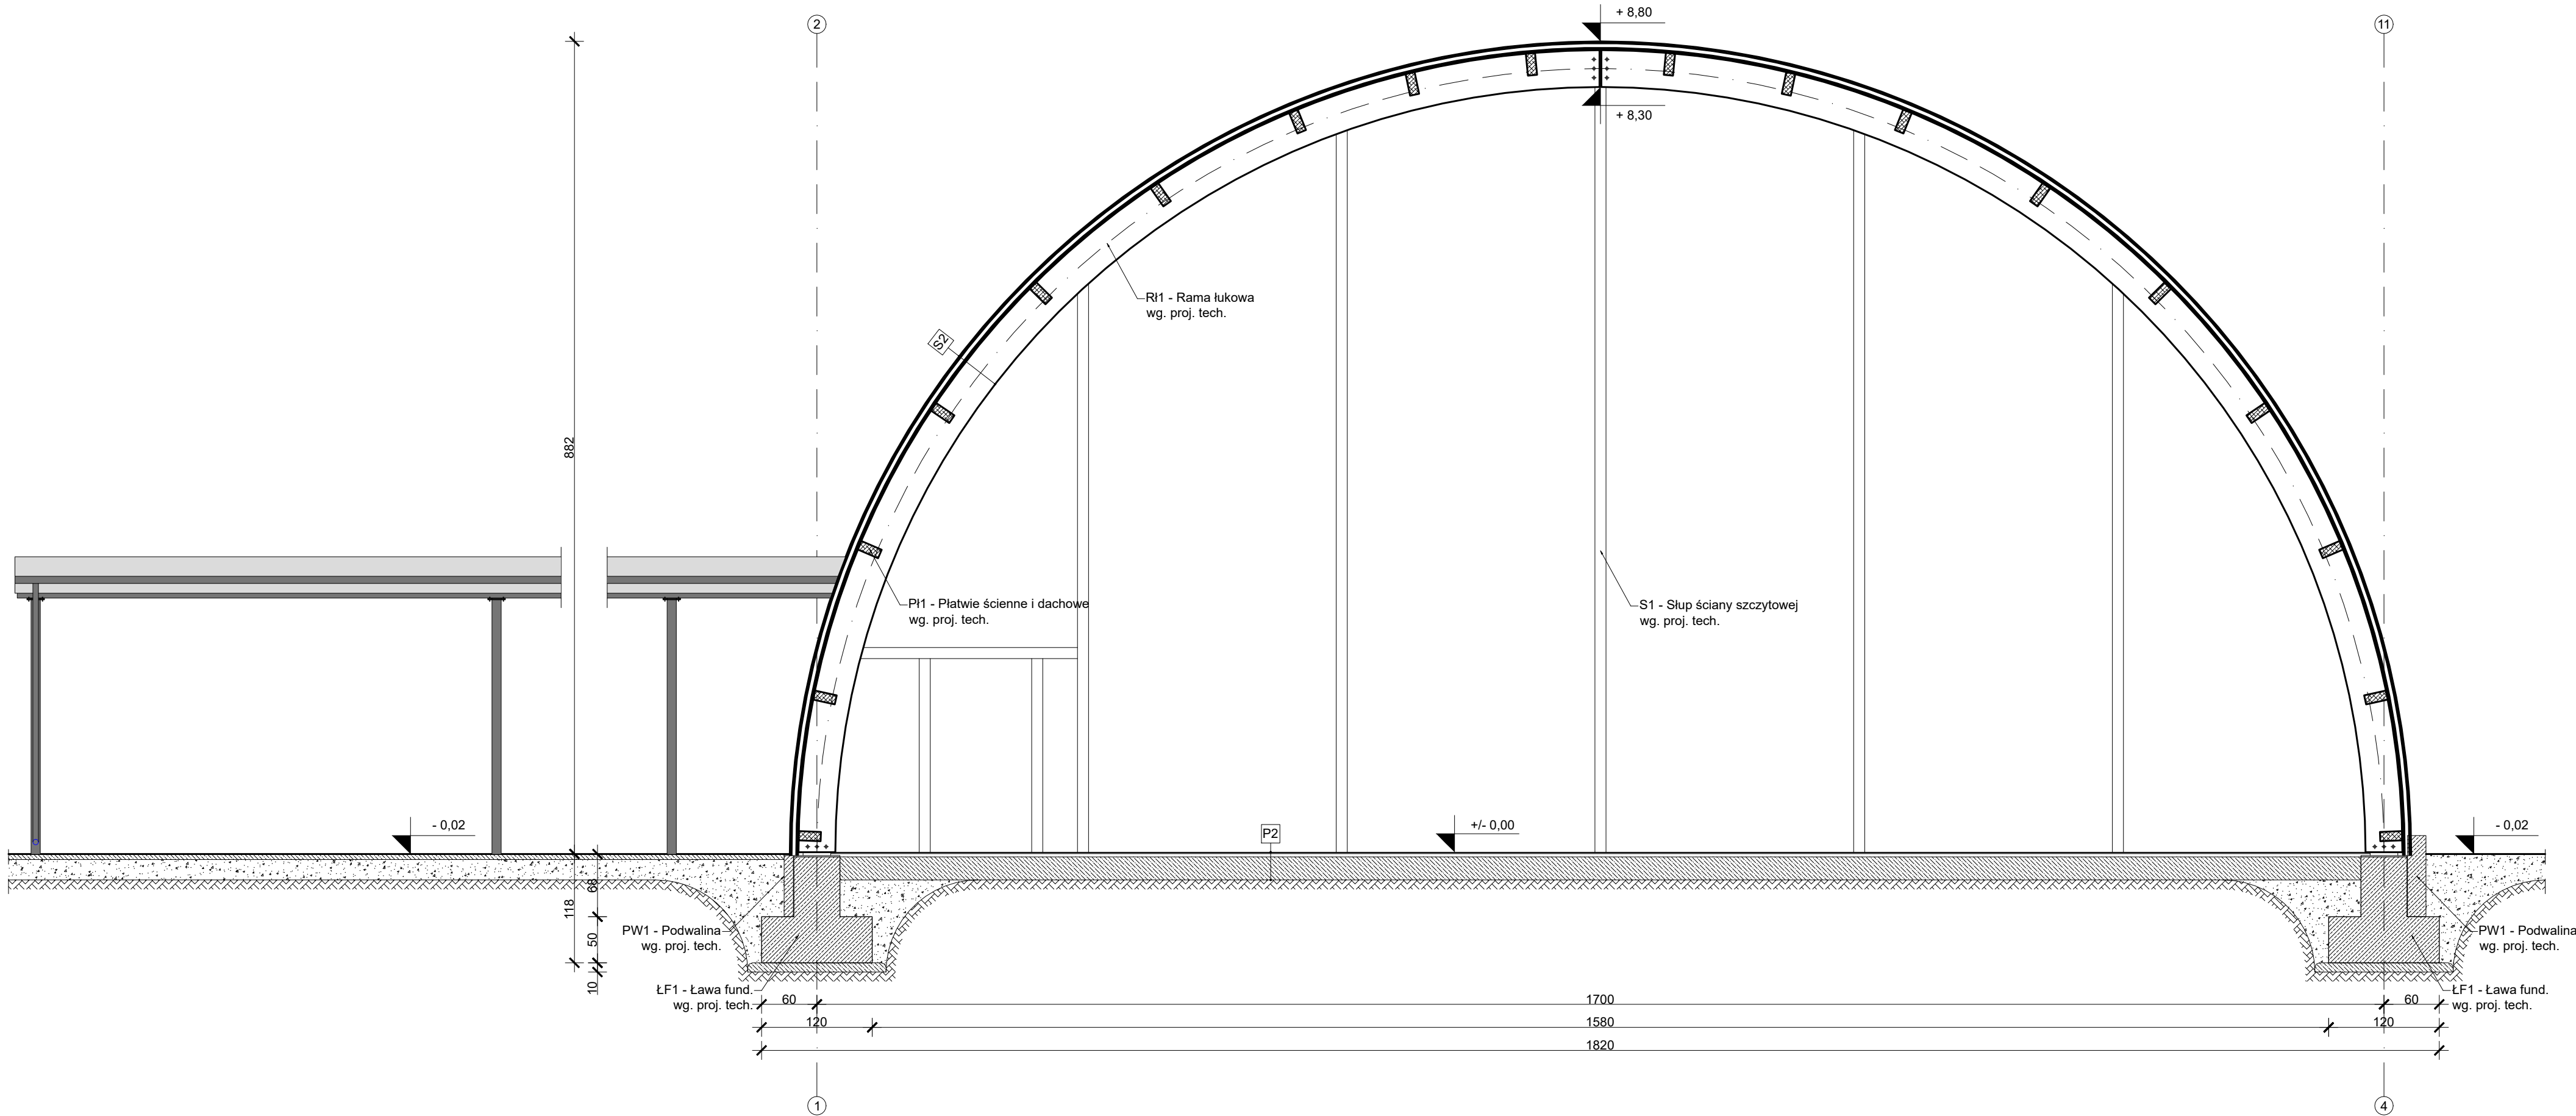 2
+ 8,80
11
+ 8,30
RŁ1 - Rama łukowa
wg. proj. tech.
S2
882
PŁ1 - Płatwie ścienne i dachowe
wg. proj. tech.
S1 - Słup ściany szczytowej
wg. proj. tech.
- 0,02
P2
+/- 0,00
- 0,02
68
118
50
10
PW1 - Podwalina
wg. proj. tech.
PW1 - Podwalina
wg. proj. tech.
ŁF1 - Ława fund.
wg. proj. tech.
ŁF1 - Ława fund.
wg. proj. tech.
60
1700
60
120
1580
120
1820
1
4